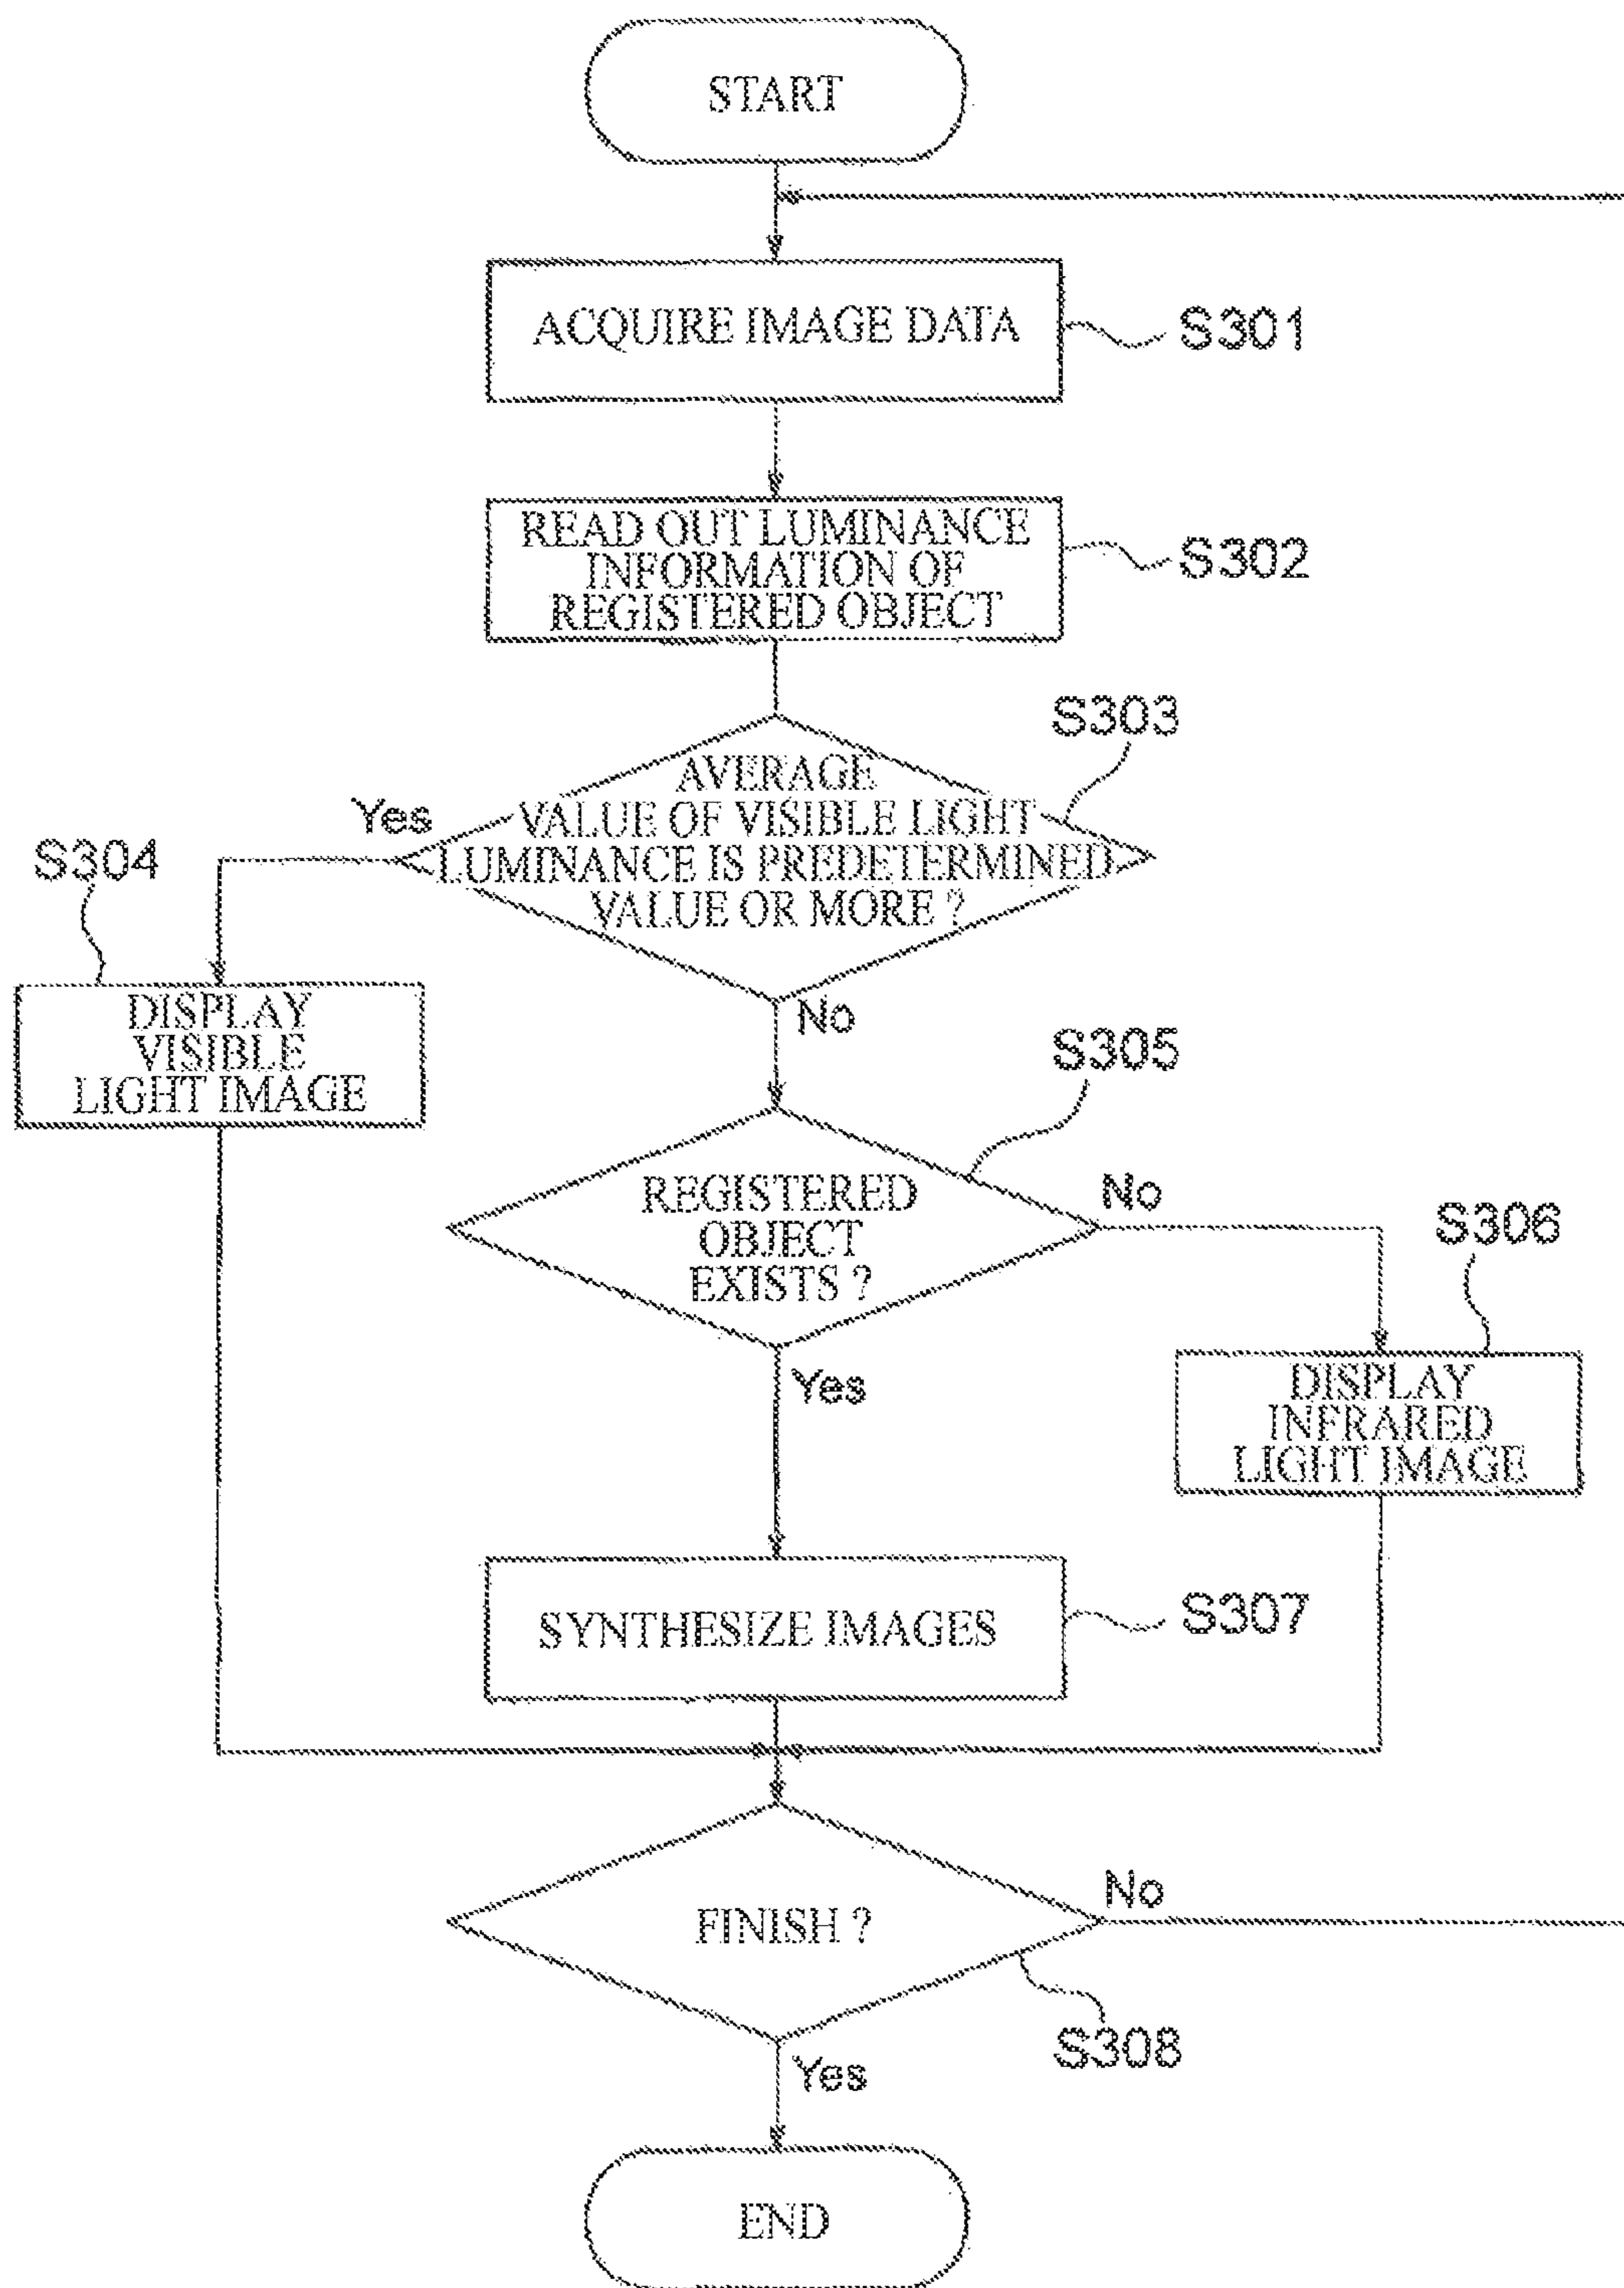 START
ACQUIRE IMAGE DATA
S301
READ OUT LUMINANCE
INFORMATION OF
REGISTERED OBJECT
S302
S303
AVERAGE
VALUE OF VISIBLE LIGHT
LUMINANCE IS PREDETERMINED
VALUE OR MORE ?
Yes
S304
DISPLAY
VISIBLE
LIGHT IMAGE
No
S305
REGISTERED
OBJECT
EXISTS ?
No
S306
DISPLAY
INFRARED
LIGHT IMAGE
Yes
SYNTHESIZE IMAGES
S307
FINISH ?
No
S308
Yes
END